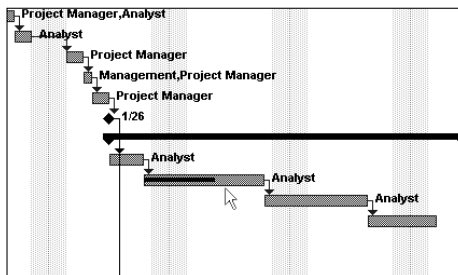 Project Manager,Analyst
Analyst
Project Manager
Management,Project Manager
Project Manager
1/26
Analyst
Analyst
Analyst